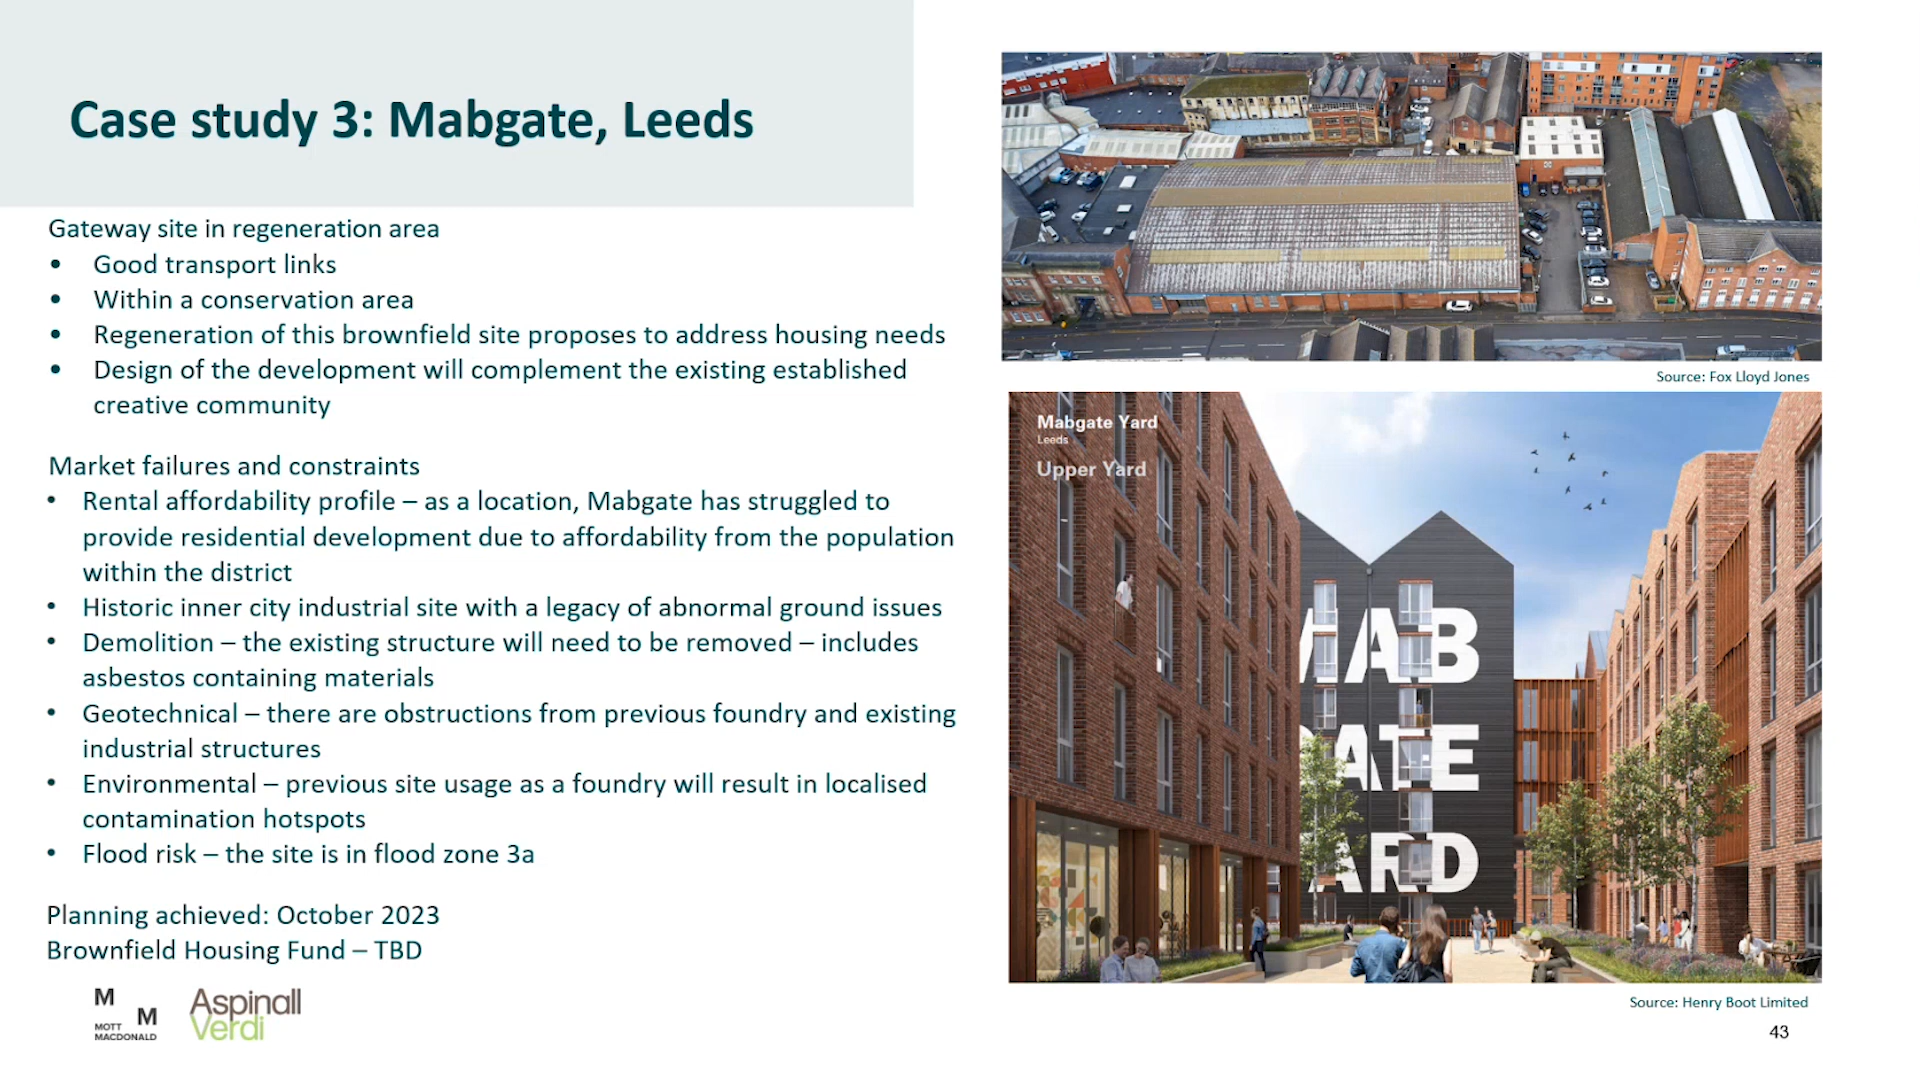 Case study 3: Mabgate, Leeds
Gateway site in regeneration area
• Good transport links
• Within a conservation area
• Regeneration of this brownfield site proposes to address housing needs
• Design of the development will complement the existing established
creative community
Market failures and constraints
• Rental affordability profile – as a location, Mabgate has struggled to
provide residential development due to affordability from the population
within the district
• Historic inner city industrial site with a legacy of abnormal ground issues
• Demolition – the existing structure will need to be removed – includes
asbestos containing materials
• Geotechnical – there are obstructions from previous foundry and existing
industrial structures
• Environmental – previous site usage as a foundry will result in localised
contamination hotspots
• Flood risk – the site is in flood zone 3a
Planning achieved: October 2023
Brownfield Housing Fund – TBD
M
M
MOTT
MACDONALD
Aspinall
Verdi
Source: Fox Lloyd Jones
Mabgate Yard
Leeds
Upper Yard
MAB
GATE
YARD
Source: Henry Boot Limited
43